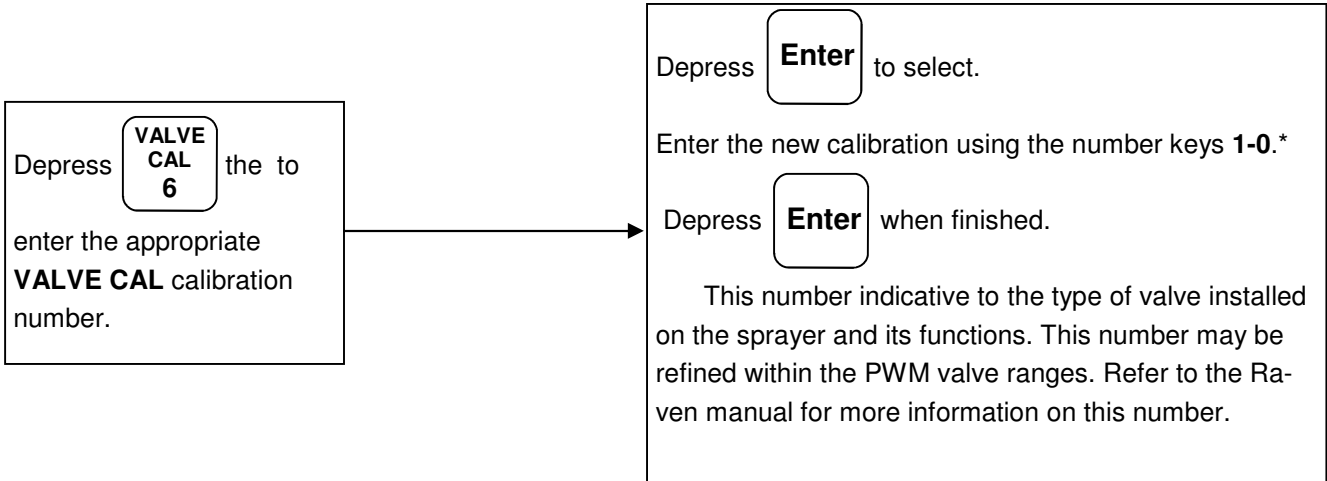 Depress VALVE CAL 6 the to
enter the appropriate
VALVE CAL calibration
number.
Depress Enter to select.
Enter the new calibration using the number keys 1-0.*
Depress Enter when finished.
This number indicative to the type of valve installed
on the sprayer and its functions. This number may be
refined within the PWM valve ranges. Refer to the Ra-
ven manual for more information on this number.